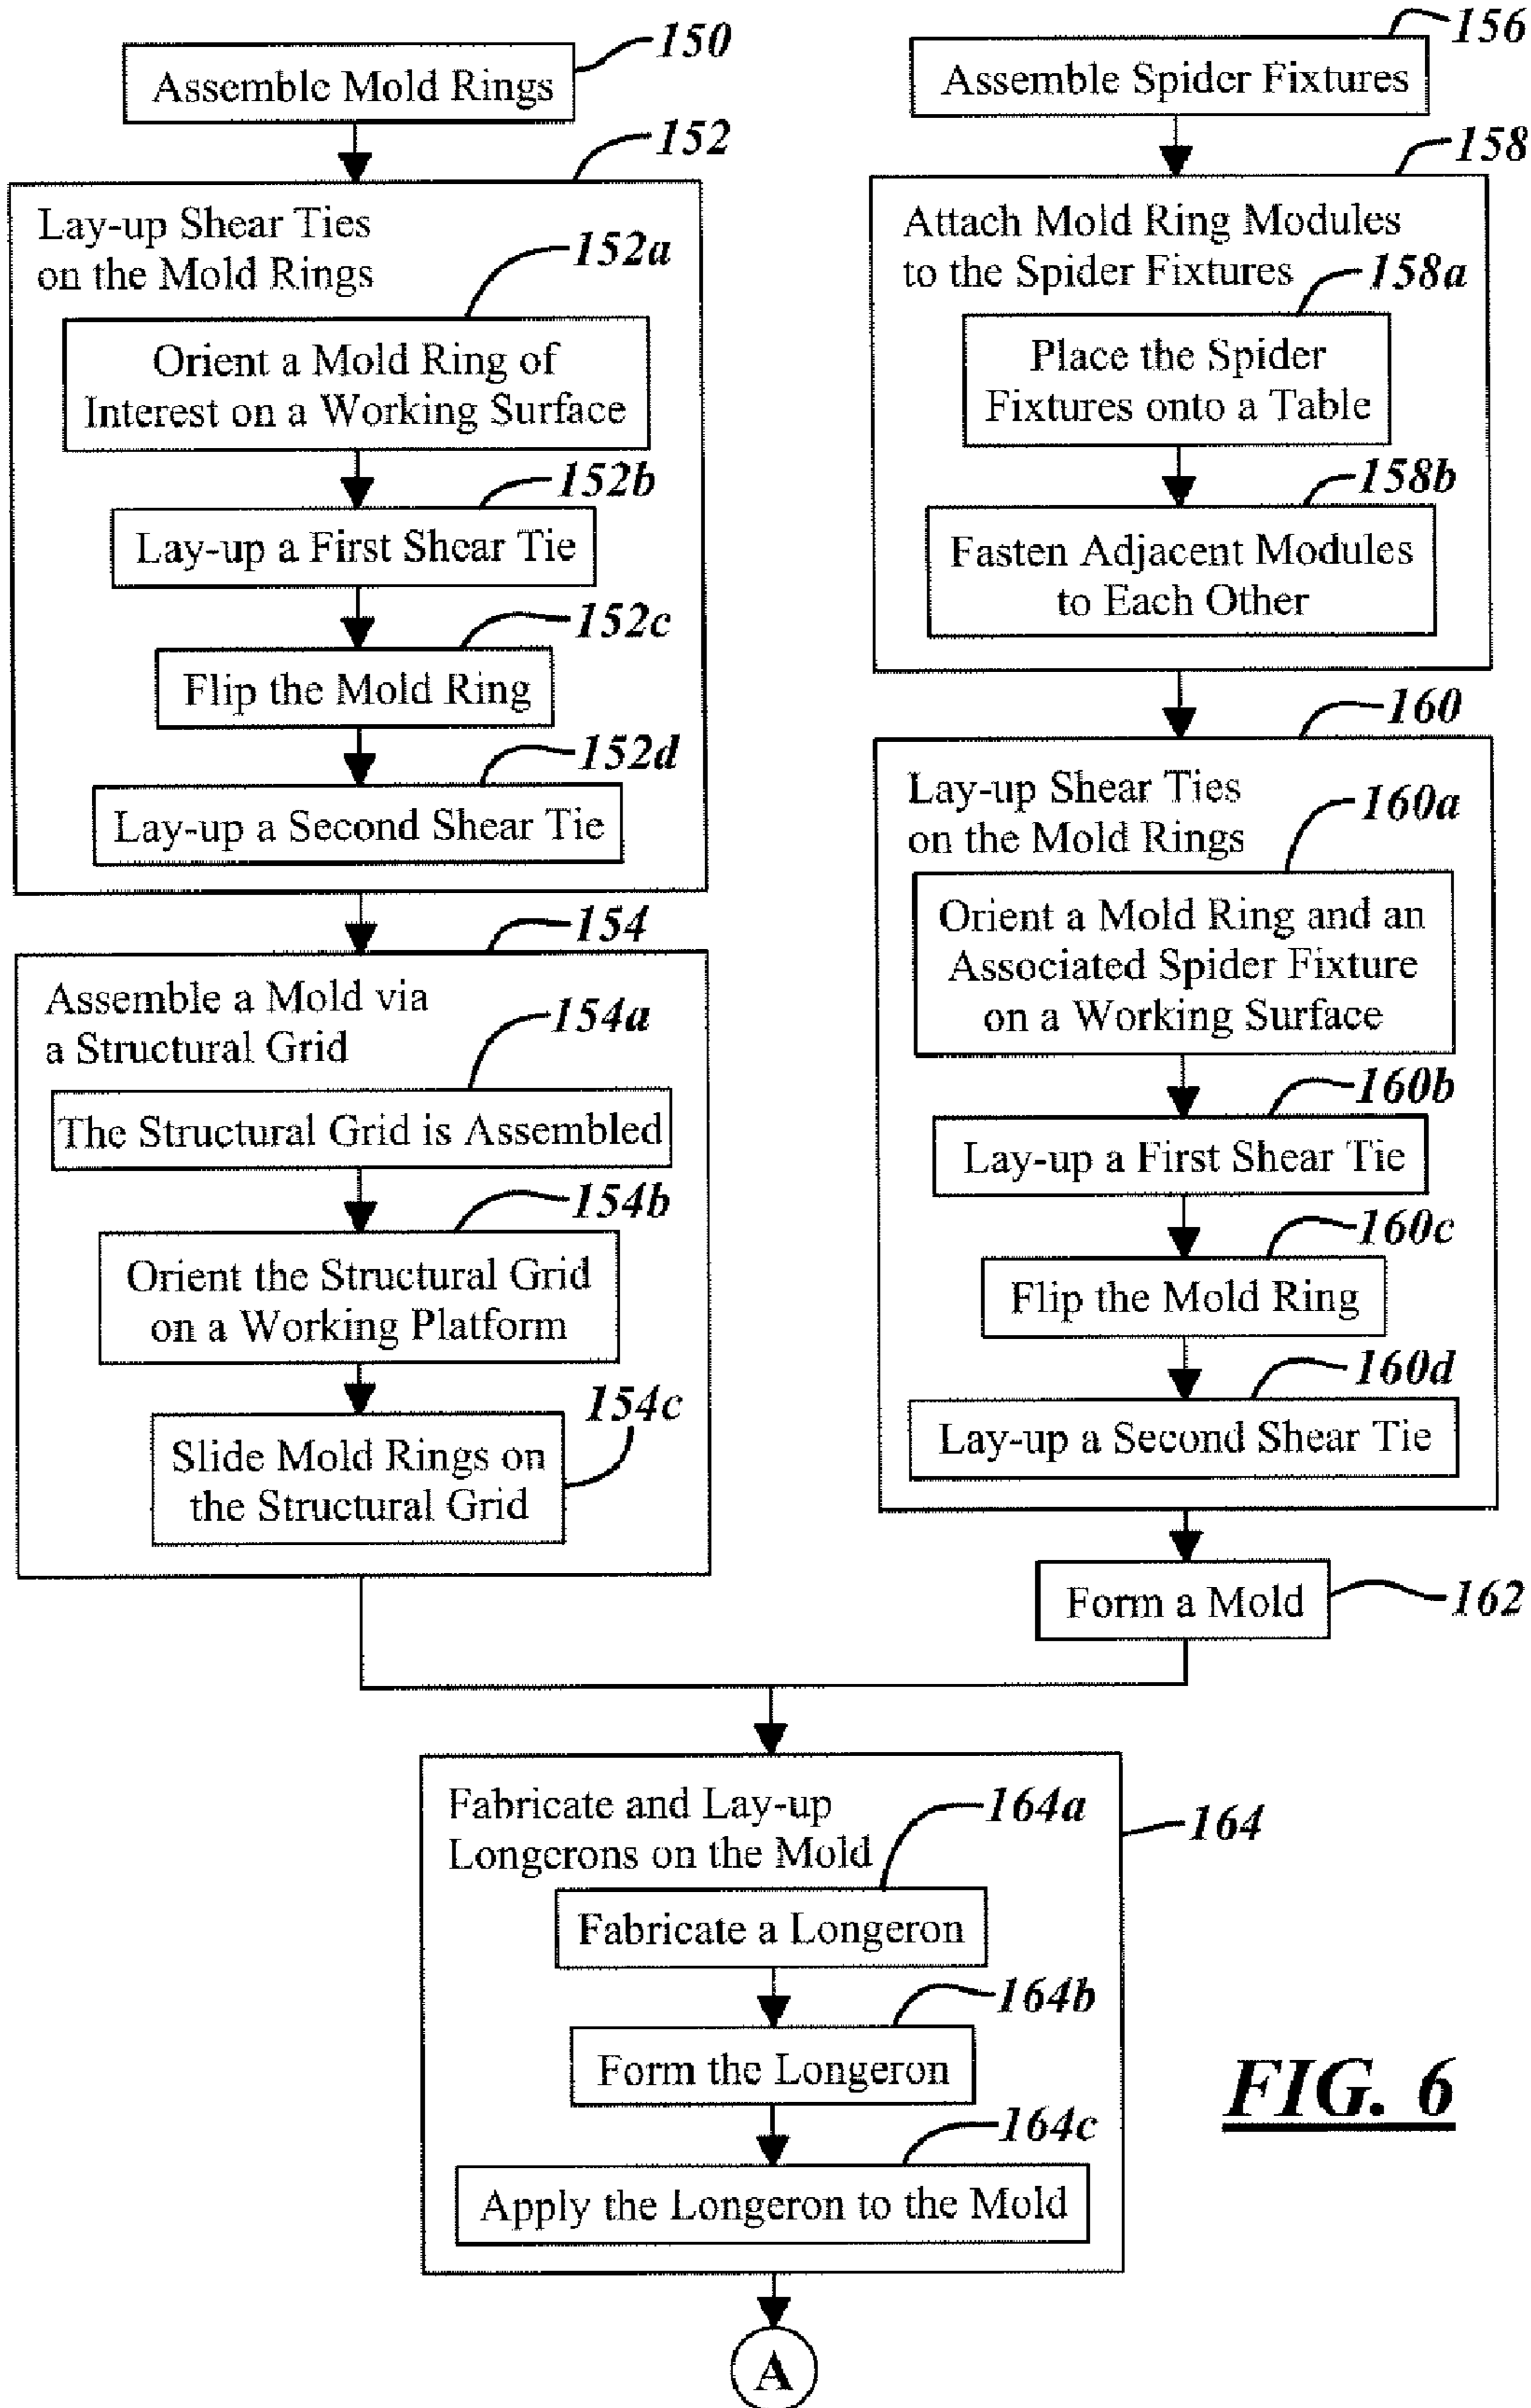 150
Assemble Mold Rings
152
Lay-up Shear Ties
on the Mold Rings
152a
Orient a Mold Ring of
Interest on a Working Surface
152b
Lay-up a First Shear Tie
152c
Flip the Mold Ring
152d
Lay-up a Second Shear Tie
154
Assemble a Mold via
a Structural Grid
154a
The Structural Grid is Assembled
154b
Orient the Structural Grid
on a Working Platform
154c
Slide Mold Rings on
the Structural Grid
156
Assemble Spider Fixtures
158
Attach Mold Ring Modules
to the Spider Fixtures
158a
Place the Spider
Fixtures onto a Table
158b
Fasten Adjacent Modules
to Each Other
160
Lay-up Shear Ties
on the Mold Rings
160a
Orient a Mold Ring and an
Associated Spider Fixture
on a Working Surface
160b
Lay-up a First Shear Tie
160c
Flip the Mold Ring
160d
Lay-up a Second Shear Tie
Form a Mold
162
Fabricate and Lay-up
Longerons on the Mold
164
164a
Fabricate a Longeron
164b
Form the Longeron
164c
Apply the Longeron to the Mold
A
FIG. 6